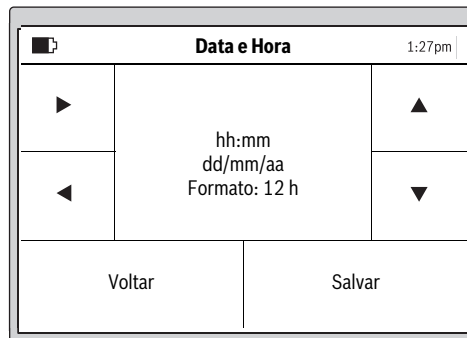 Data e Hora
1:27pm
hh:mm
dd/mm/aa
Formato: 12 h
Voltar
Salvar